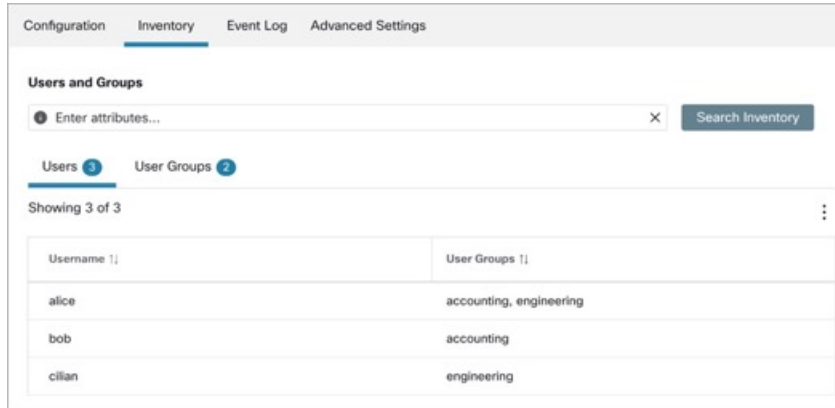 Configuration Inventory Event Log Advanced Settings
Users and Groups
Enter attributes... Search Inventory
Users 3 User Groups 2
Showing 3 of 3
Username User Groups
alice accounting, engineering
bob accounting
cilian engineering